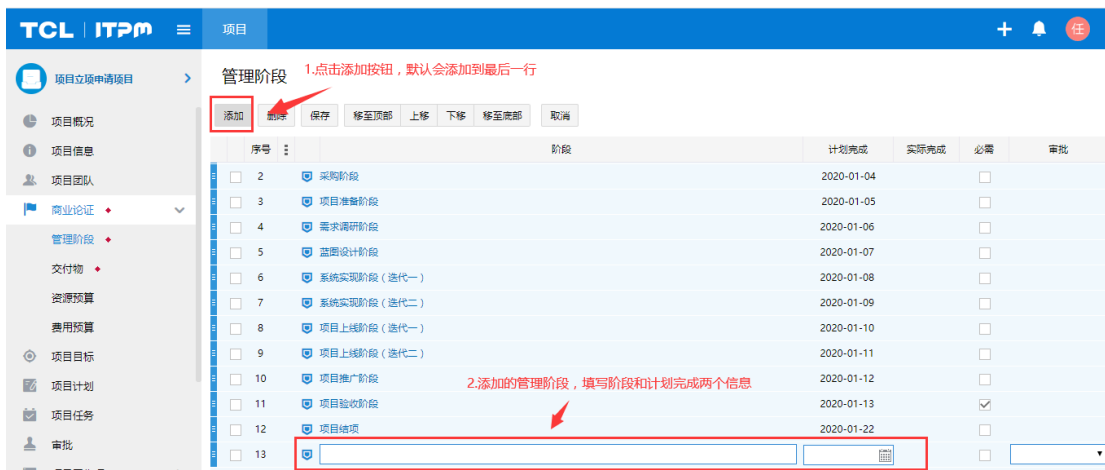 TCL | ITPM 项目 任
项目立项申请项目
项目概况
项目信息
项目团队
商业论证
管理阶段
交付物
资源预算
费用预算
项目目标
项目计划
项目任务
审批
管理阶段
1.点击添加按钮，默认会添加到最后一行
添加 删除 保存 移至顶部 上移 下移 移至底部 取消
序号 阶段 计划完成 实际完成 必需 审批
2 采购阶段 2020-01-04
3 项目准备阶段 2020-01-05
4 需求调研阶段 2020-01-06
5 蓝图设计阶段 2020-01-07
6 系统实现阶段（迭代一） 2020-01-08
7 系统实现阶段（迭代二） 2020-01-09
8 项目上线阶段（迭代一） 2020-01-10
9 项目上线阶段（迭代二） 2020-01-11
10 项目推广阶段 2020-01-12
2.添加的管理阶段，填写阶段和计划完成两个信息
11 项目验收阶段 2020-01-13
12 项目结项 2020-01-22
13